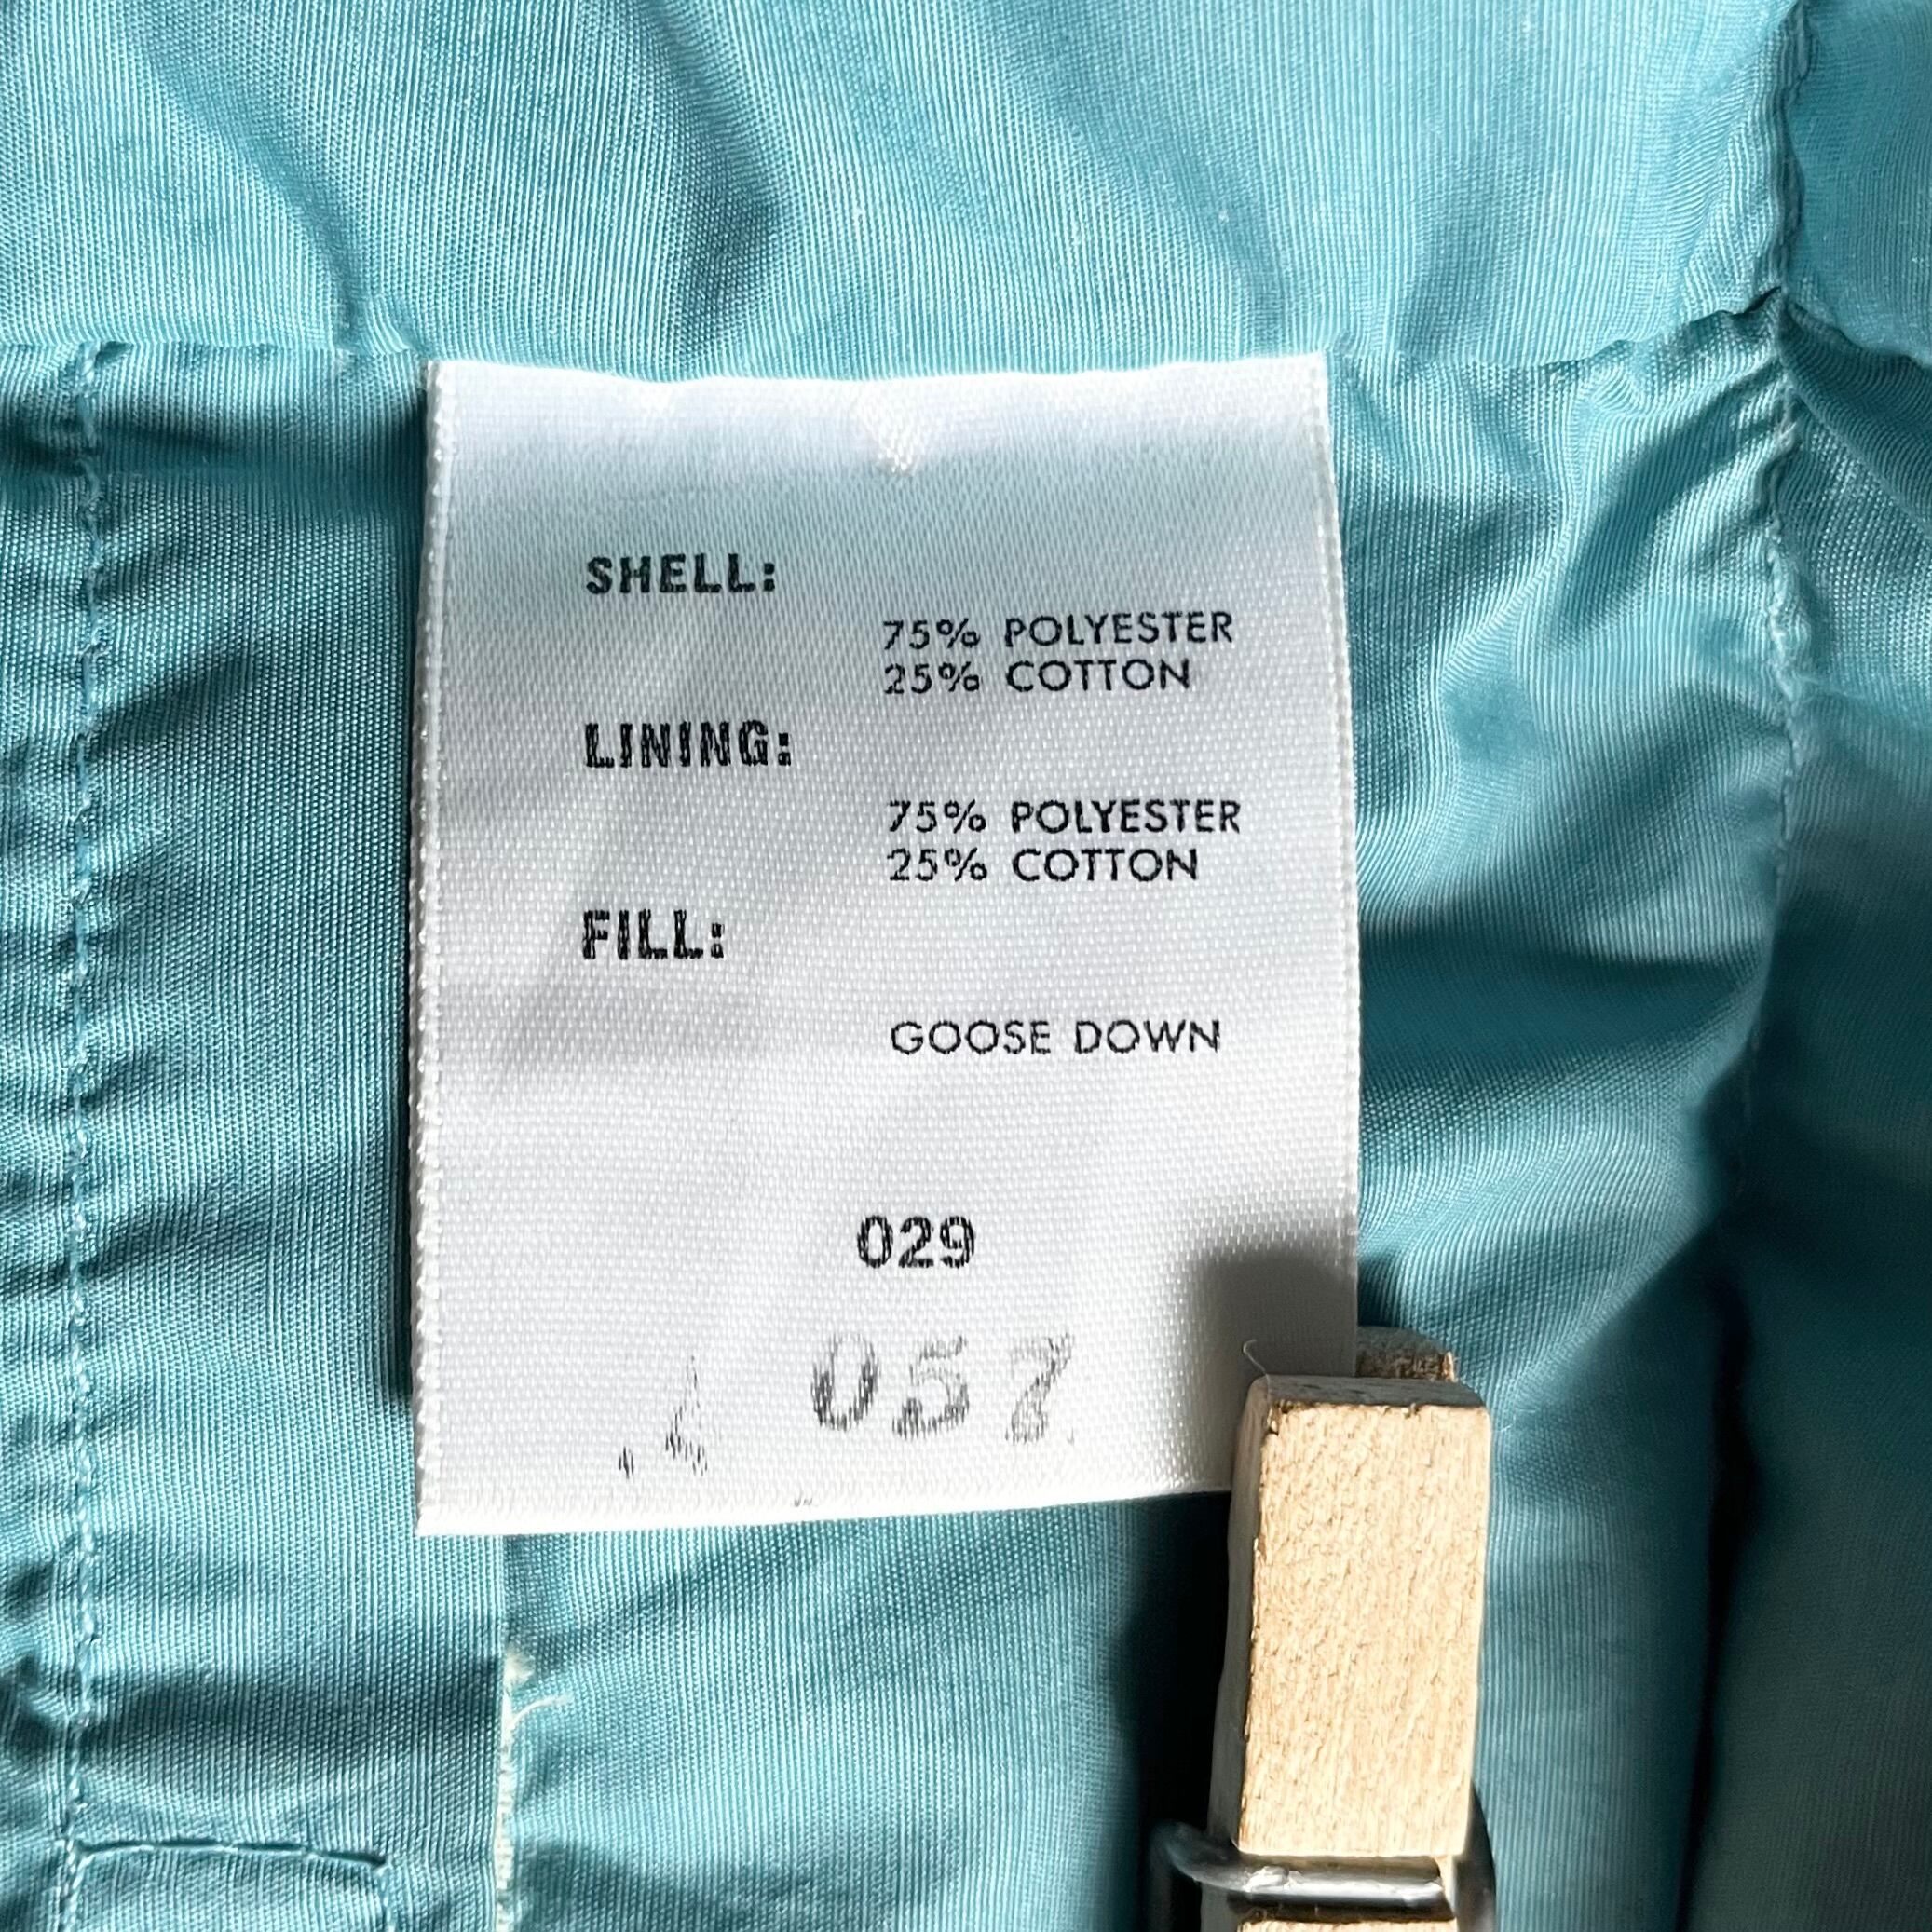 SHELL:
75% POLYESTER
25% COTTON
LINING:
75% POLYESTER
25% COTTON
FILL:
GOOSE DOWN
029
057